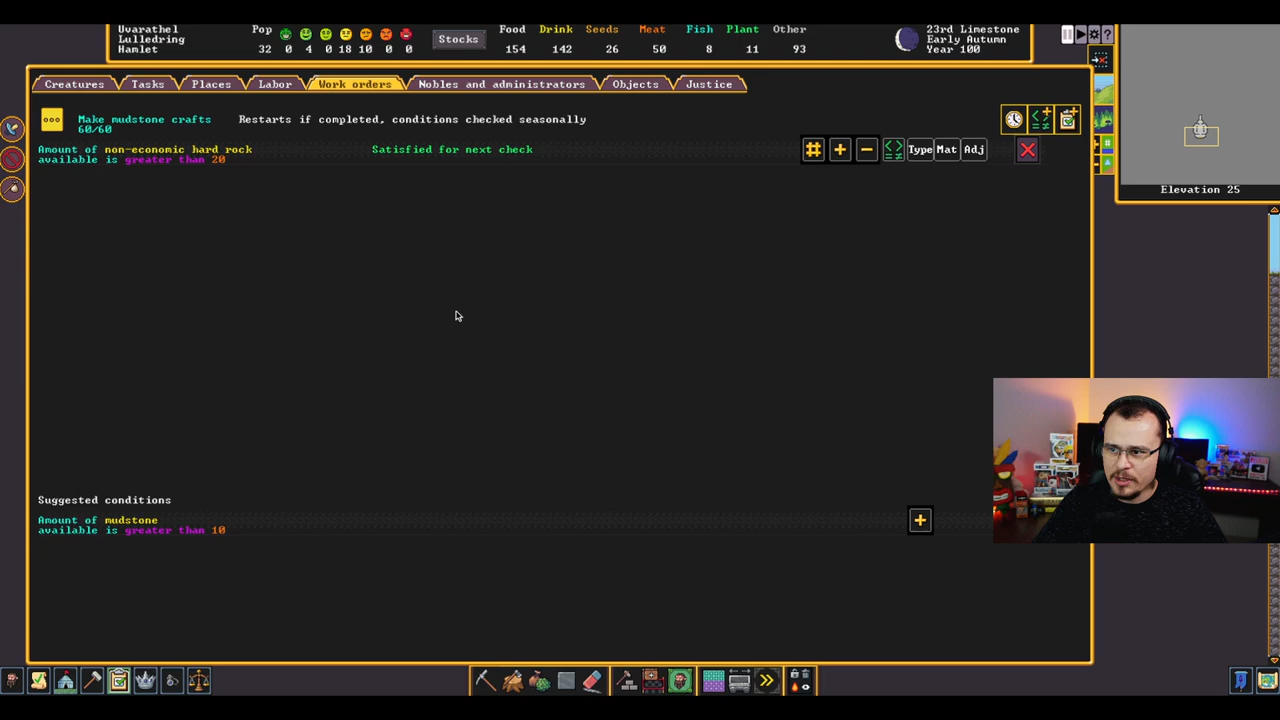 Uvarathel Pop Food Drink Seeds Meat Fish Plant Other 23rd Limestone
Lulledring Stocks Early Autumn
Hamlet 32 0 4 0 18 10 0 0 154 142 26 50 8 11 93 Year 100
Creatures Tasks Places Labor Work orders Nobles and administrators Objects Justice
Make mudstone crafts Restarts if completed, conditions checked seasonally
60/60
Amount of non-economic hard rock Satisfied for next check Type Mat Adj
available is greater than 20
Elevation 25
Suggested conditions
Amount of mudstone
available is greater than 10